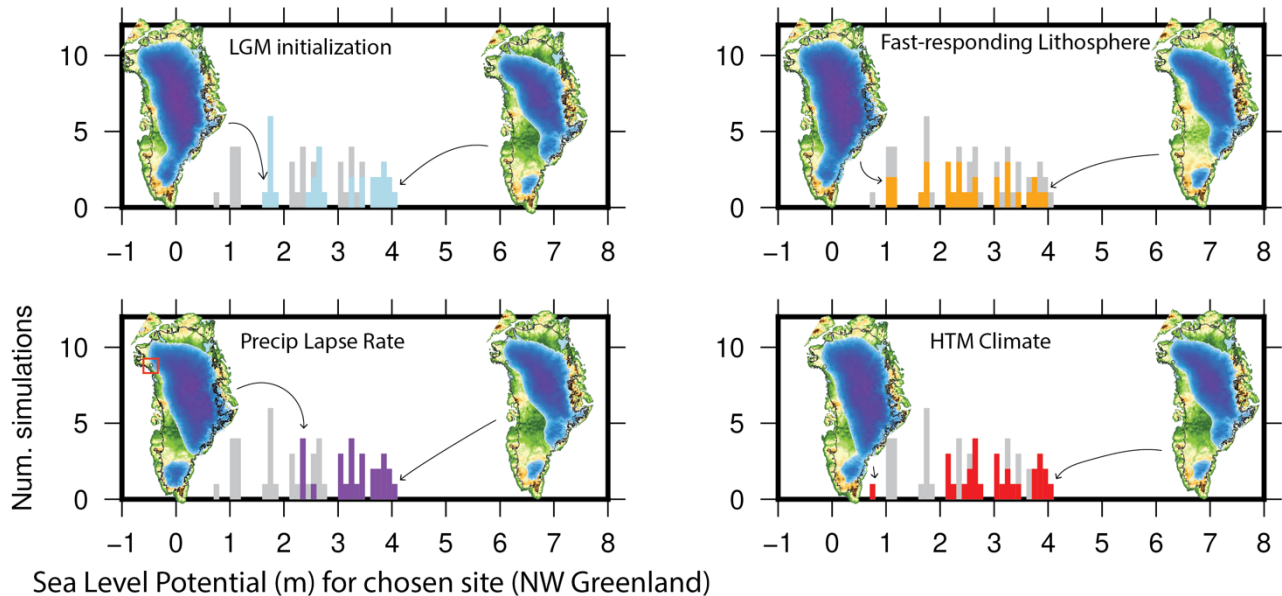 LGM initialization
10
5
0
−1 0 1 2 3 4 5 6 7 8
Fast-responding Lithosphere
10
5
0
−1 0 1 2 3 4 5 6 7 8
Num. simulations
Precip Lapse Rate
10
5
0
−1 0 1 2 3 4 5 6 7 8
HTM Climate
10
5
0
−1 0 1 2 3 4 5 6 7 8
Sea Level Potential (m) for chosen site (NW Greenland)